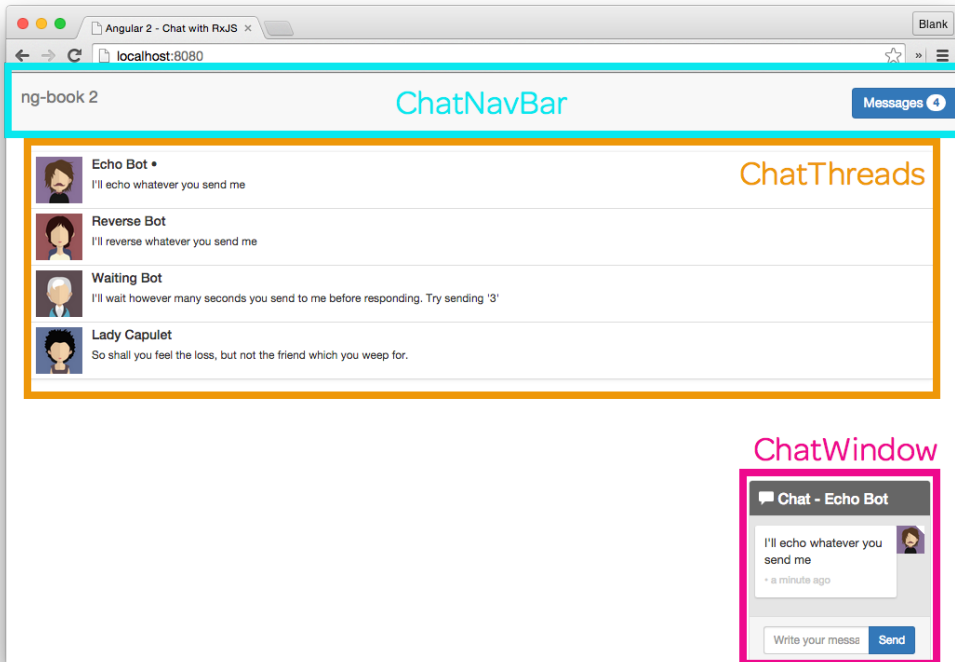 Angular 2 - Chat with RxJS
Blank
localhost:8080
ng-book 2
ChatNavBar
Messages 4
Echo Bot •
I'll echo whatever you send me
ChatThreads
Reverse Bot
I'll reverse whatever you send me
Waiting Bot
I'll wait however many seconds you send to me before responding. Try sending '3'
Lady Capulet
So shall you feel the loss, but not the friend which you weep for.
ChatWindow
Chat - Echo Bot
I'll echo whatever you
send me
• a minute ago
Write your messa
Send